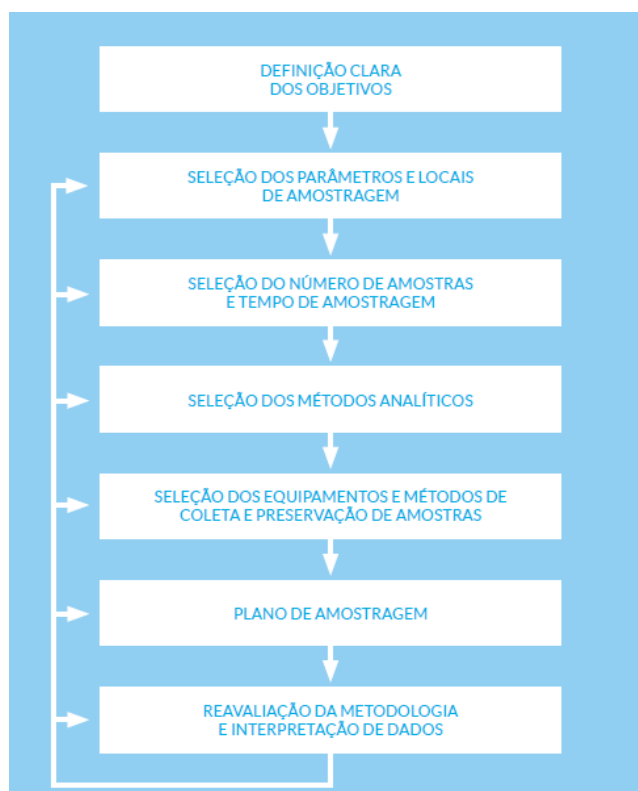 DEFINIÇÃO CLARA
DOS OBJETIVOS
SELEÇÃO DOS PARÂMETROS E LOCAIS
DE AMOSTRAGEM
SELEÇÃO DO NÚMERO DE AMOSTRAS
E TEMPO DE AMOSTRAGEM
SELEÇÃO DOS MÉTODOS ANALÍTICOS
SELEÇÃO DOS EQUIPAMENTOS E MÉTODOS DE
COLETA E PRESERVAÇÃO DE AMOSTRAS
PLANO DE AMOSTRAGEM
REAVALIAÇÃO DA METODOLOGIA
E INTERPRETAÇÃO DE DADOS